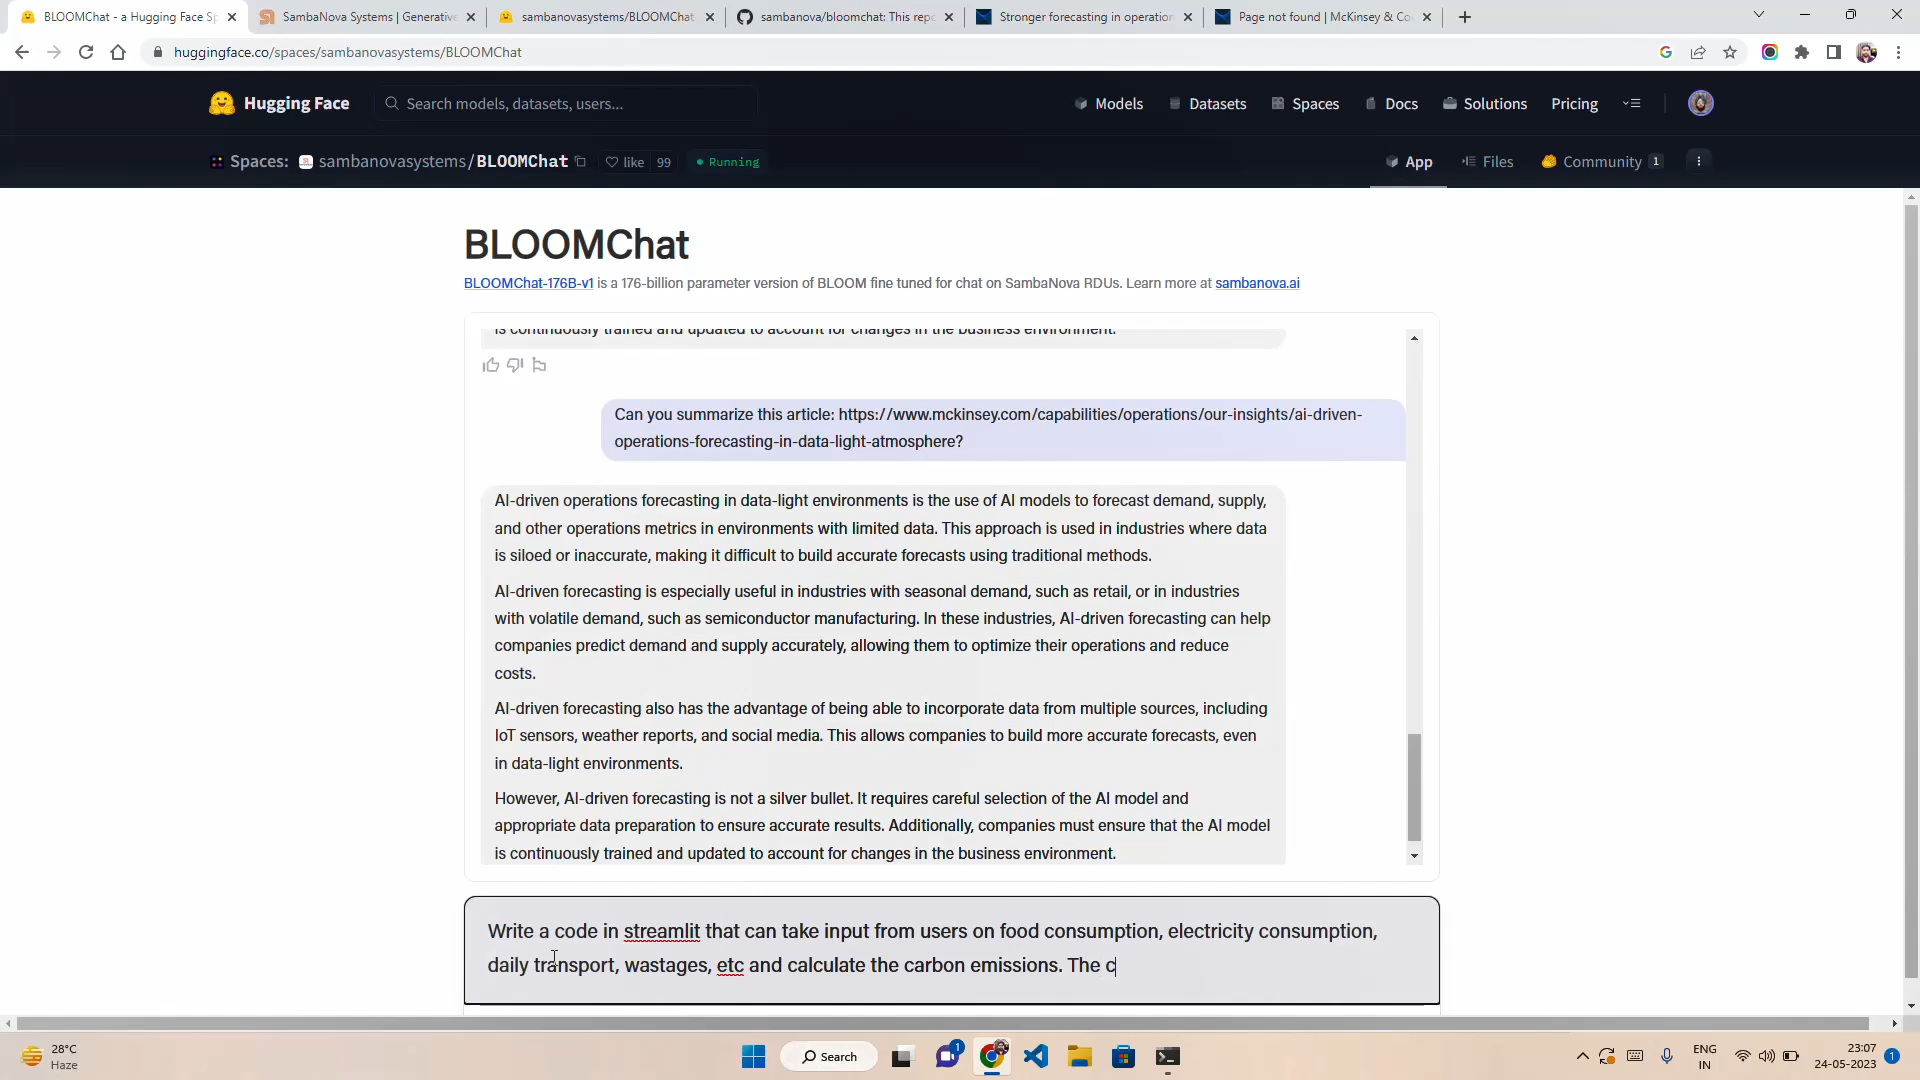 BLOOMChat - a Hugging Face Sp
SambaNova Systems | Generative
sambanovasystems/BLOOMChat
sambanova/bloomchat: This repo
Stronger forecasting in operation
Page not found | McKinsey & Co
huggingface.co/spaces/sambanovasystems/BLOOMChat
Hugging Face
Search models, datasets, users...
Models
Datasets
Spaces
Docs
Solutions
Pricing
Spaces:
sambanovasystems/BLOOMChat
like
99
Running
App
Files
Community
1
BLOOMChat
BLOOMChat-176B-v1 is a 176-billion parameter version of BLOOM fine tuned for chat on SambaNova RDUs. Learn more at sambanova.ai
is continuously trained and updated to account for changes in the business environment.
Can you summarize this article: https://www.mckinsey.com/capabilities/operations/our-insights/ai-driven-
operations-forecasting-in-data-light-atmosphere?
AI-driven operations forecasting in data-light environments is the use of AI models to forecast demand, supply,
and other operations metrics in environments with limited data. This approach is used in industries where data
is siloed or inaccurate, making it difficult to build accurate forecasts using traditional methods.
AI-driven forecasting is especially useful in industries with seasonal demand, such as retail, or in industries
with volatile demand, such as semiconductor manufacturing. In these industries, AI-driven forecasting can help
companies predict demand and supply accurately, allowing them to optimize their operations and reduce
costs.
AI-driven forecasting also has the advantage of being able to incorporate data from multiple sources, including
IoT sensors, weather reports, and social media. This allows companies to build more accurate forecasts, even
in data-light environments.
However, AI-driven forecasting is not a silver bullet. It requires careful selection of the AI model and
appropriate data preparation to ensure accurate results. Additionally, companies must ensure that the AI model
is continuously trained and updated to account for changes in the business environment.
Write a code in streamlit that can take input from users on food consumption, electricity consumption,
daily transport, wastages, etc and calculate the carbon emissions. The c
28°C
Haze
Search
1
ENG
IN
23:07
24-05-2023
1